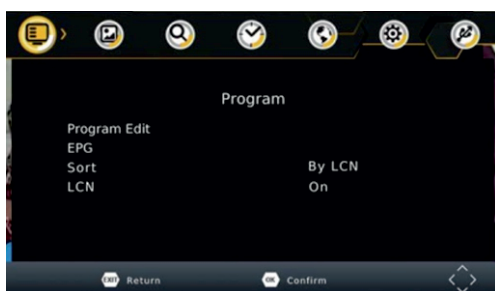 Program
Program Edit
EPG
Sort By LCN
LCN On
EXIT Return OK Confirm